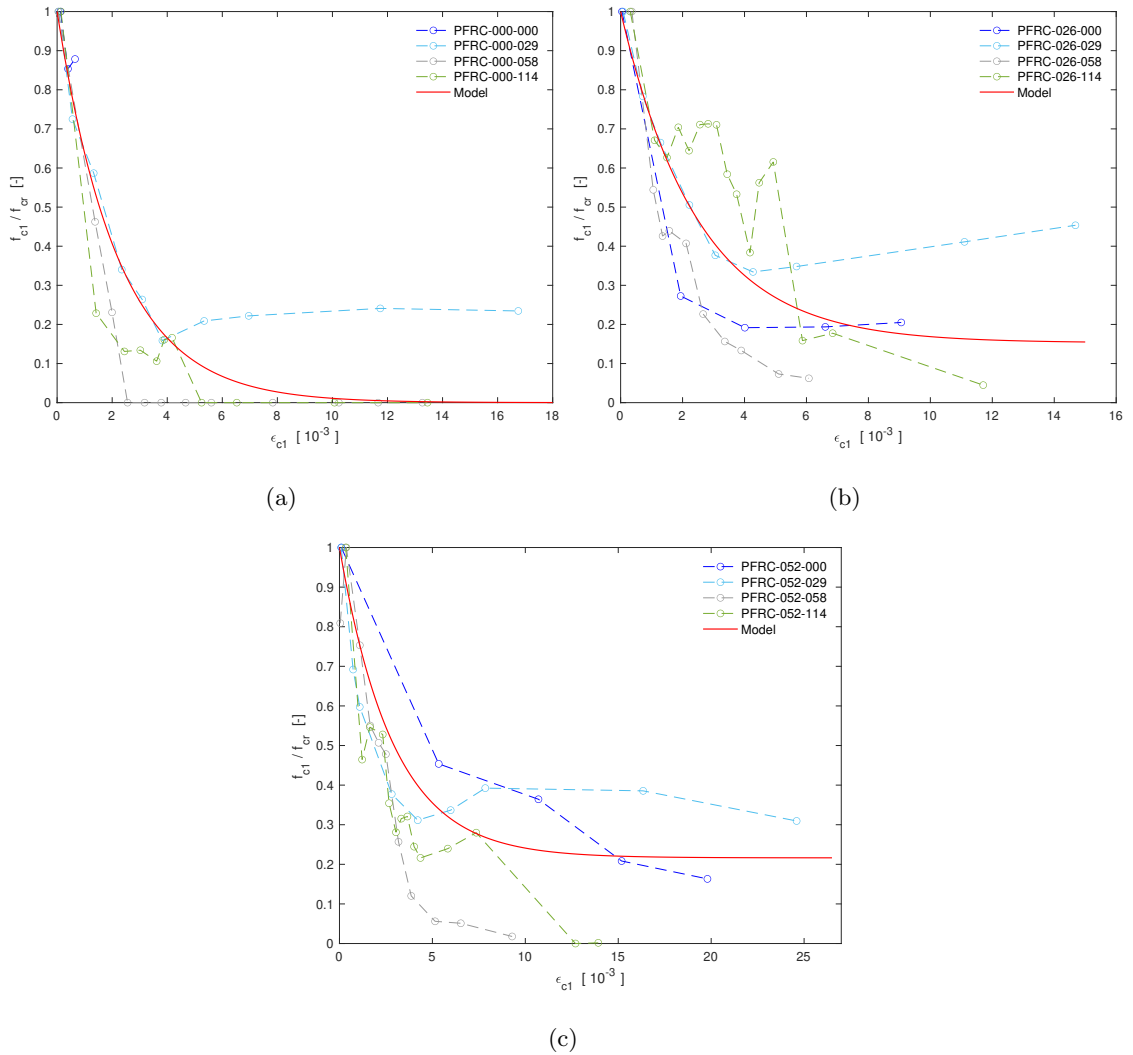 1
0.9
0.8
0.7
0.6
0.5
0.4
0.3
0.2
0.1
0
f_c1 / f_cr [-]
0 2 4 6 8 10 12 14 16 18
ϵ_c1 [ 10^-3 ]
PFRC-000-000
PFRC-000-029
PFRC-000-058
PFRC-000-114
Model
(a)
1
0.9
0.8
0.7
0.6
0.5
0.4
0.3
0.2
0.1
0
f_c1 / f_cr [-]
0 2 4 6 8 10 12 14 16
ϵ_c1 [ 10^-3 ]
PFRC-026-000
PFRC-026-029
PFRC-026-058
PFRC-026-114
Model
(b)
1
0.9
0.8
0.7
0.6
0.5
0.4
0.3
0.2
0.1
0
f_c1 / f_cr [-]
0 5 10 15 20 25
ϵ_c1 [ 10^-3 ]
PFRC-052-000
PFRC-052-029
PFRC-052-058
PFRC-052-114
Model
(c)